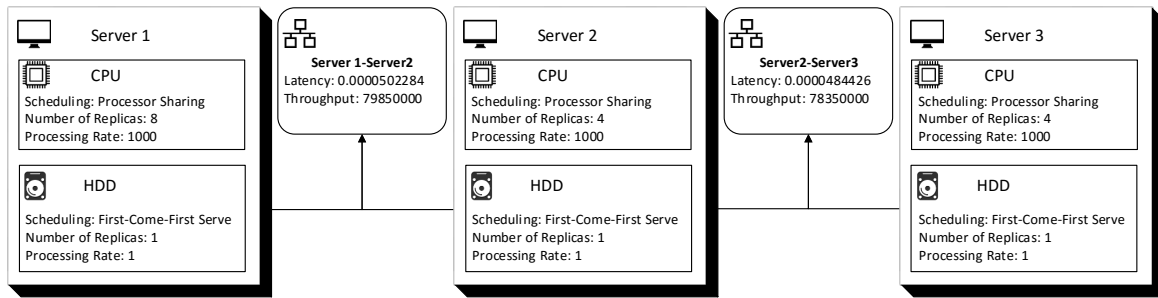 Server 1
CPU
Scheduling: Processor Sharing
Number of Replicas: 8
Processing Rate: 1000
HDD
Scheduling: First-Come-First Serve
Number of Replicas: 1
Processing Rate: 1
Server 1-Server2
Latency: 0.0000502284
Throughput: 79850000
Server 2
CPU
Scheduling: Processor Sharing
Number of Replicas: 4
Processing Rate: 1000
HDD
Scheduling: First-Come-First Serve
Number of Replicas: 1
Processing Rate: 1
Server2-Server3
Latency: 0.0000484426
Throughput: 78350000
Server 3
CPU
Scheduling: Processor Sharing
Number of Replicas: 4
Processing Rate: 1000
HDD
Scheduling: First-Come-First Serve
Number of Replicas: 1
Processing Rate: 1